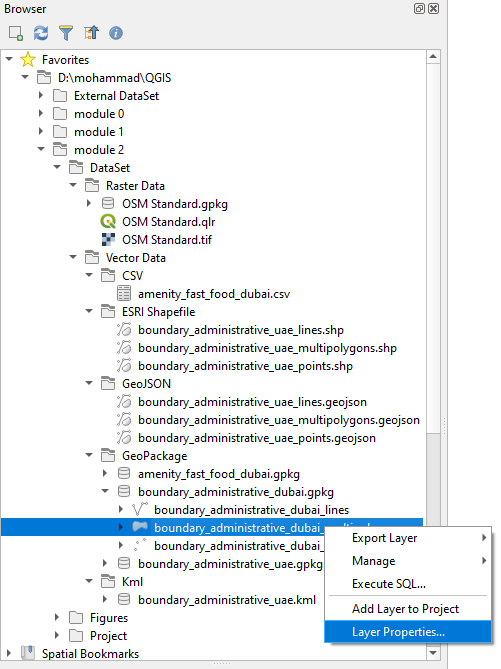 Browser
Favorites
D:\mohammad\QGIS
External DataSet
module 0
module 1
module 2
DataSet
Raster Data
OSM Standard.gpkg
OSM Standard.qlr
OSM Standard.tif
Vector Data
CSV
amenity_fast_food_dubai.csv
ESRI Shapefile
boundary_administrative_uae_lines.shp
boundary_administrative_uae_multipolygons.shp
boundary_administrative_uae_points.shp
GeoJSON
boundary_administrative_uae_lines.geojson
boundary_administrative_uae_multipolygons.geojson
boundary_administrative_uae_points.geojson
GeoPackage
amenity_fast_food_dubai.gpkg
boundary_administrative_dubai.gpkg
boundary_administrative_dubai_lines
boundary_administrative_dubai_
boundary_administrative_dubai_
boundary_administrative_uae.gpkg
Kml
boundary_administrative_uae.kml
Figures
Project
Spatial Bookmarks
Export Layer
Manage
Execute SQL...
Add Layer to Project
Layer Properties...